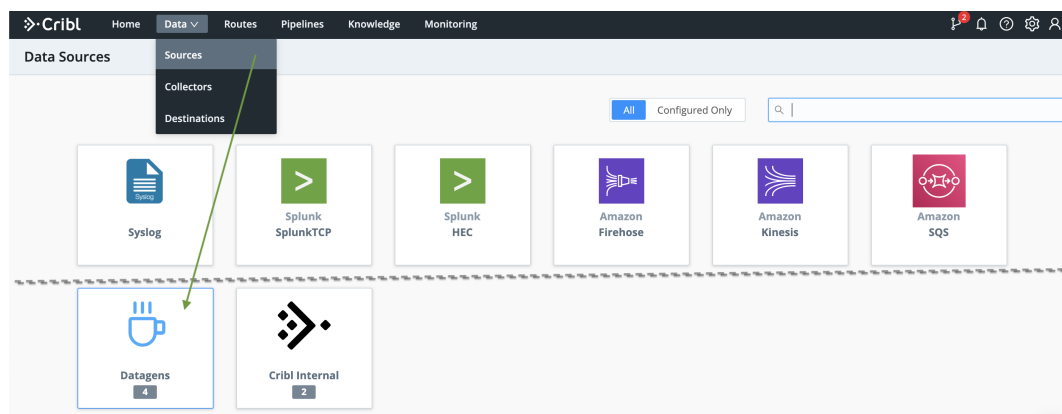 Cribl Home Data Routes Pipelines Knowledge Monitoring 2
Data Sources
Sources
Collectors
Destinations
All Configured Only
Syslog
Syslog
Splunk
SplunkTCP
Splunk
HEC
Amazon
Firehose
Amazon
Kinesis
Amazon
SQS
Datagens
4
Cribl Internal
2